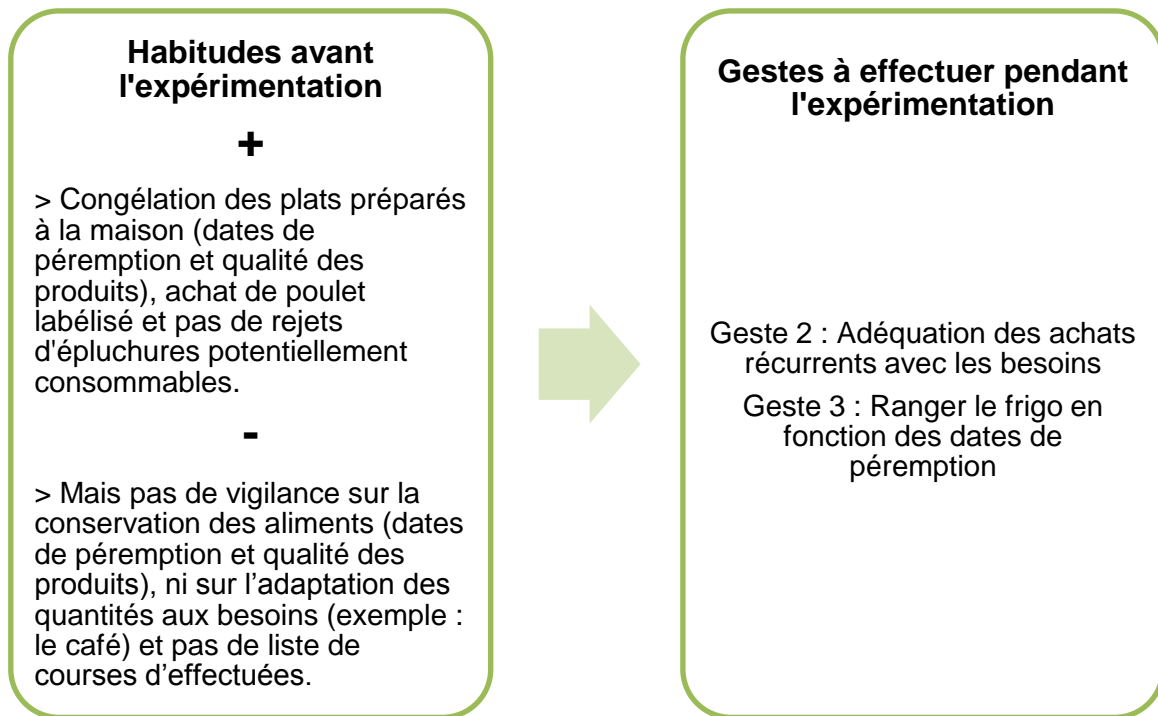 Habitudes avant
l'expérimentation
+
> Congélation des plats préparés
à la maison (dates de
péremption et qualité des
produits), achat de poulet
labélisé et pas de rejets
d'épluchures potentiellement
consommables.
-
> Mais pas de vigilance sur la
conservation des aliments (dates
de péremption et qualité des
produits), ni sur l’adaptation des
quantités aux besoins (exemple :
le café) et pas de liste de
courses d’effectuées.
Gestes à effectuer pendant
l'expérimentation
Geste 2 : Adéquation des achats
récurrents avec les besoins
Geste 3 : Ranger le frigo en
fonction des dates de
péremption